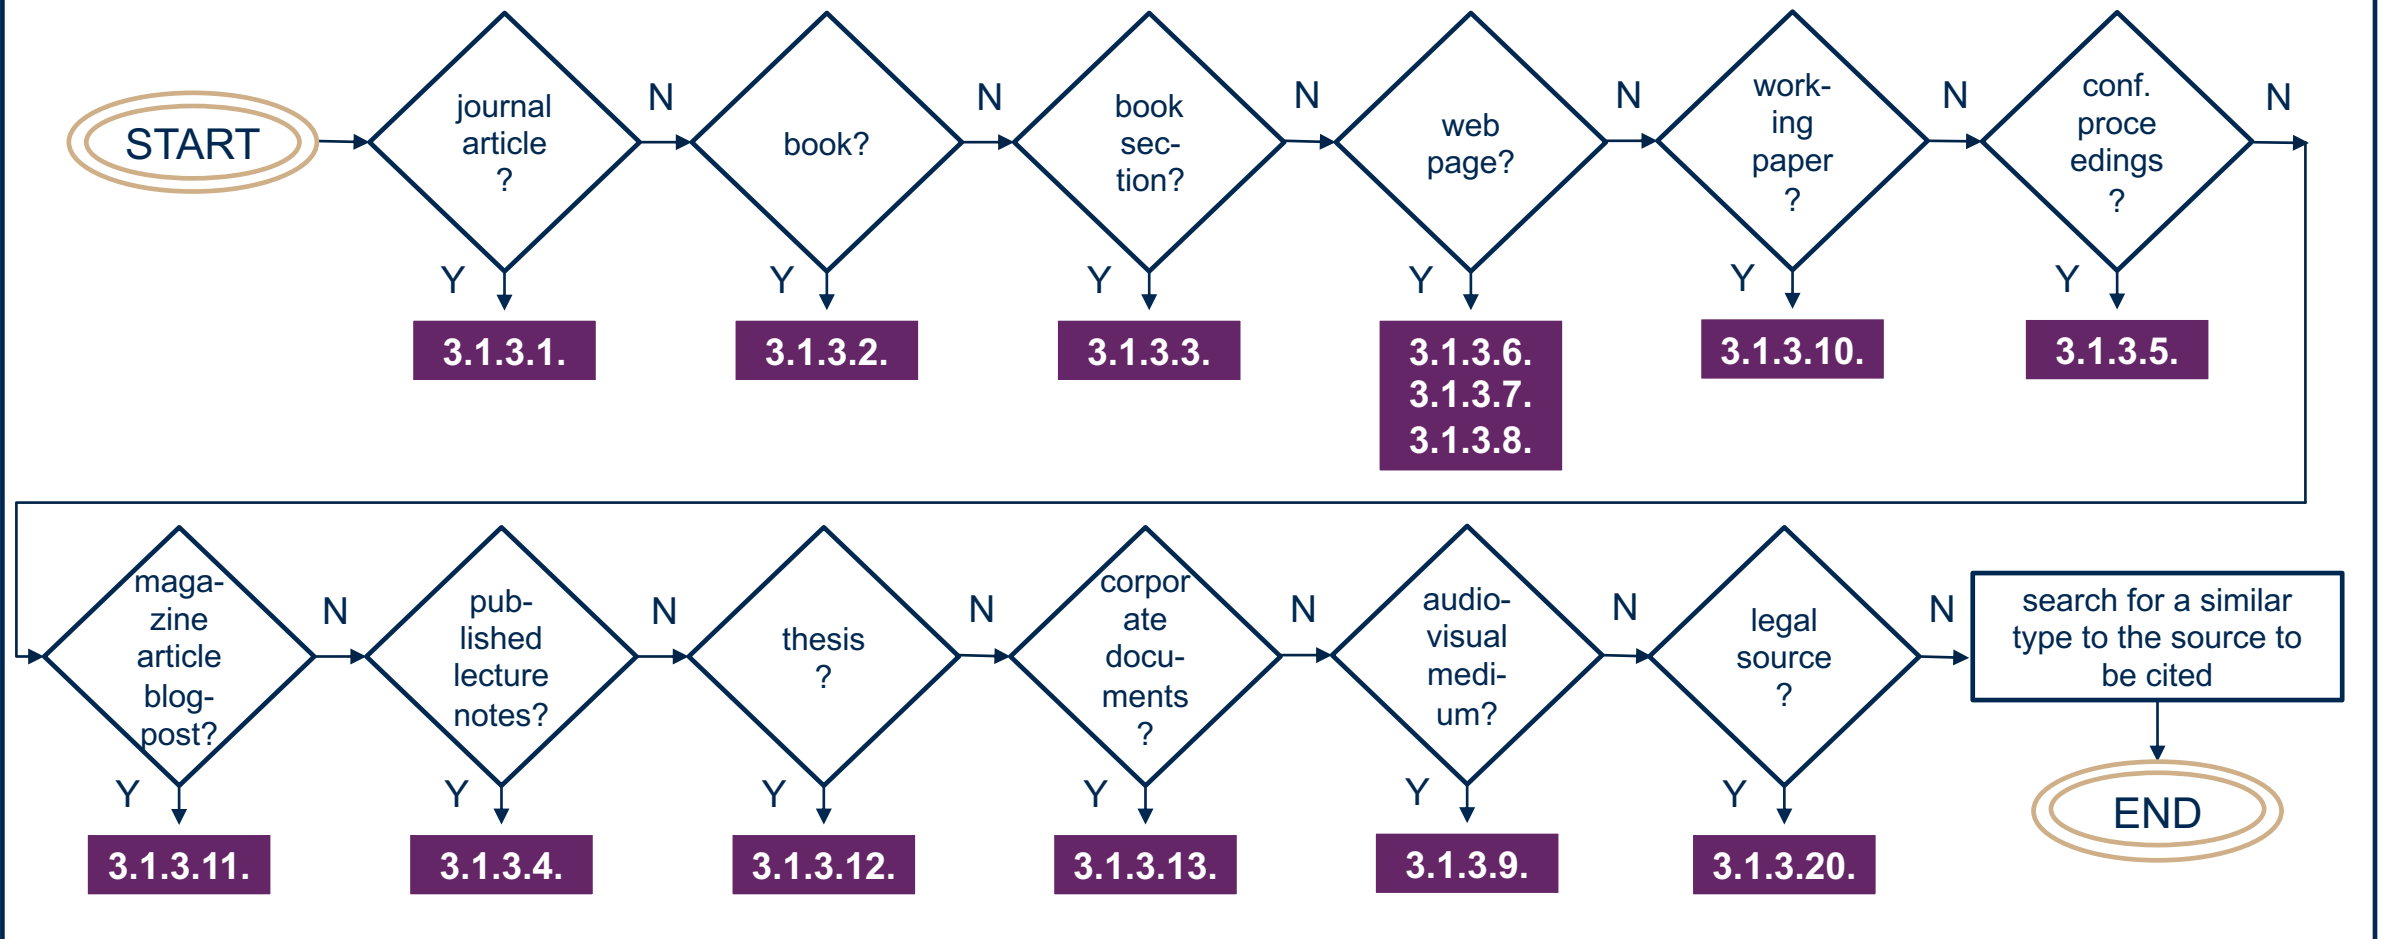 START
journal
article
?
N
book?
N
book
sec-
tion?
N
web
page?
N
work-
ing
paper
?
N
conf.
proce
edings
?
N
Y
3.1.3.1.
Y
3.1.3.2.
Y
3.1.3.3.
Y
3.1.3.6.
3.1.3.7.
3.1.3.8.
Y
3.1.3.10.
Y
3.1.3.5.
maga-
zine
article
blog-
post?
N
pub-
lished
lecture
notes?
N
thesis
?
N
corpor
ate
docu-
ments
?
N
audio-
visual
medi-
um?
N
legal
source
?
N
search for a similar
type to the source to
be cited
Y
3.1.3.11.
Y
3.1.3.4.
Y
3.1.3.12.
Y
3.1.3.13.
Y
3.1.3.9.
Y
3.1.3.20.
END